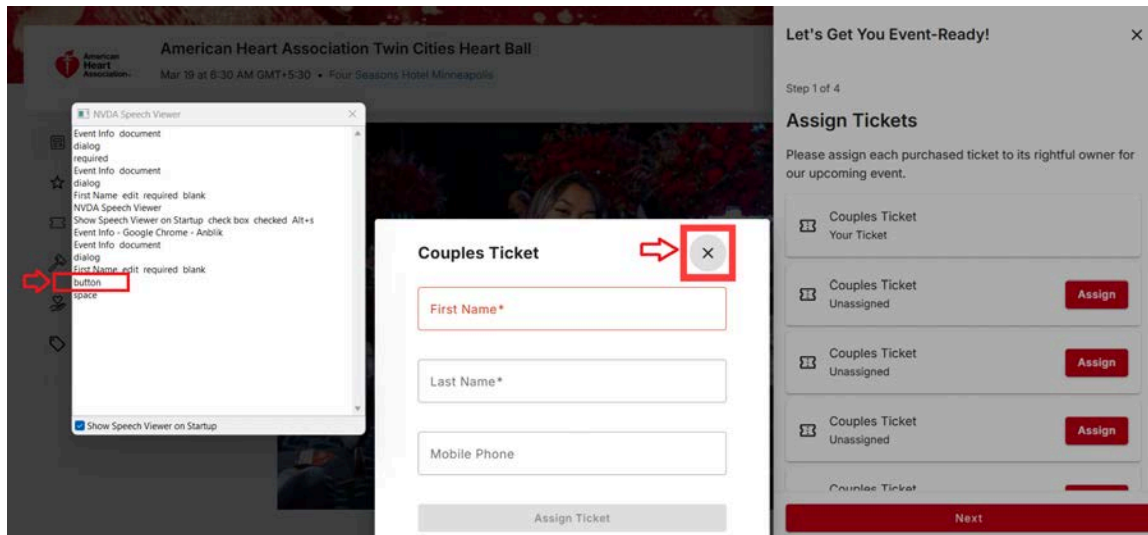 American
Heart
Association.
American Heart Association Twin Cities Heart Ball
Mar 19 at 6:30 AM GMT+5:30 • Four Seasons Hotel Minneapolis
NVDA Speech Viewer
Event Info document
dialog
required
Event Info document
dialog
First Name edit required blank
NVDA Speech Viewer
Show Speech Viewer on Startup check box checked Alt+s
Event Info - Google Chrome - Anblik
Event Info document
dialog
First Name edit required blank
button
space
Show Speech Viewer on Startup
Couples Ticket
First Name*
Last Name*
Mobile Phone
Assign Ticket
Let's Get You Event-Ready!
Step 1 of 4
Assign Tickets
Please assign each purchased ticket to its rightful owner for
our upcoming event.
Couples Ticket
Your Ticket
Couples Ticket
Unassigned
Assign
Couples Ticket
Unassigned
Assign
Couples Ticket
Unassigned
Assign
Couples Ticket
Next